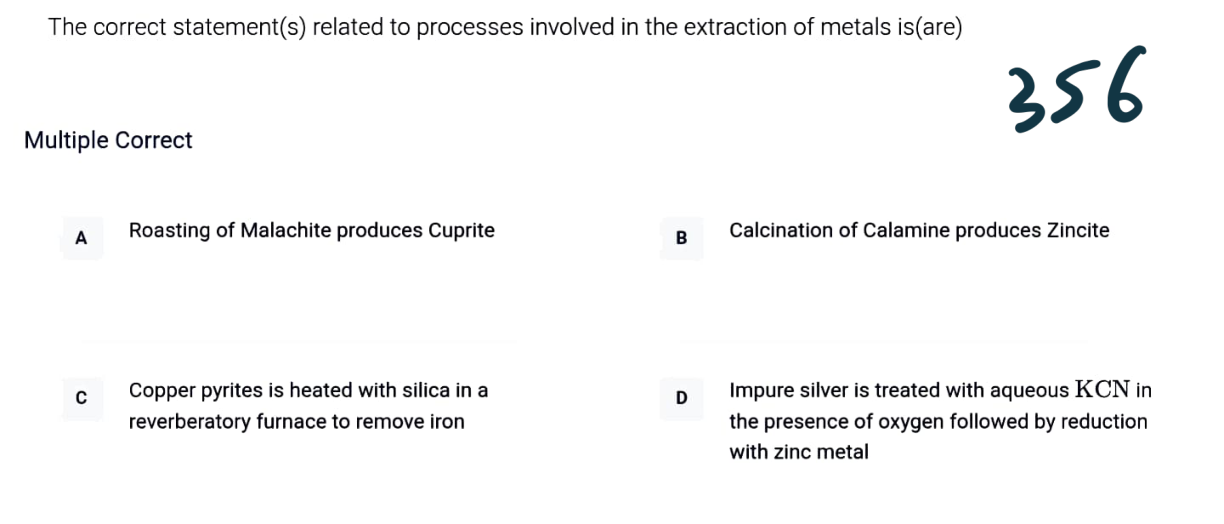 The correct statement(s) related to processes involved in the extraction of metals is(are)
356
Multiple Correct
A
Roasting of Malachite produces Cuprite
B
Calcination of Calamine produces Zincite
C
Copper pyrites is heated with silica in a
reverberatory furnace to remove iron
D
Impure silver is treated with aqueous KCN in
the presence of oxygen followed by reduction
with zinc metal